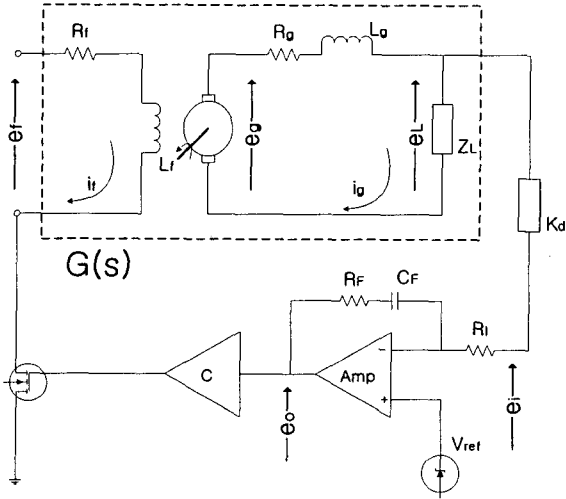 Rf
Rg
Lg
ef
Lf
eg
eL
ZL
if
ig
Kd
G(s)
RF
CF
RI
C
Amp
-
+
eo
ei
Vref